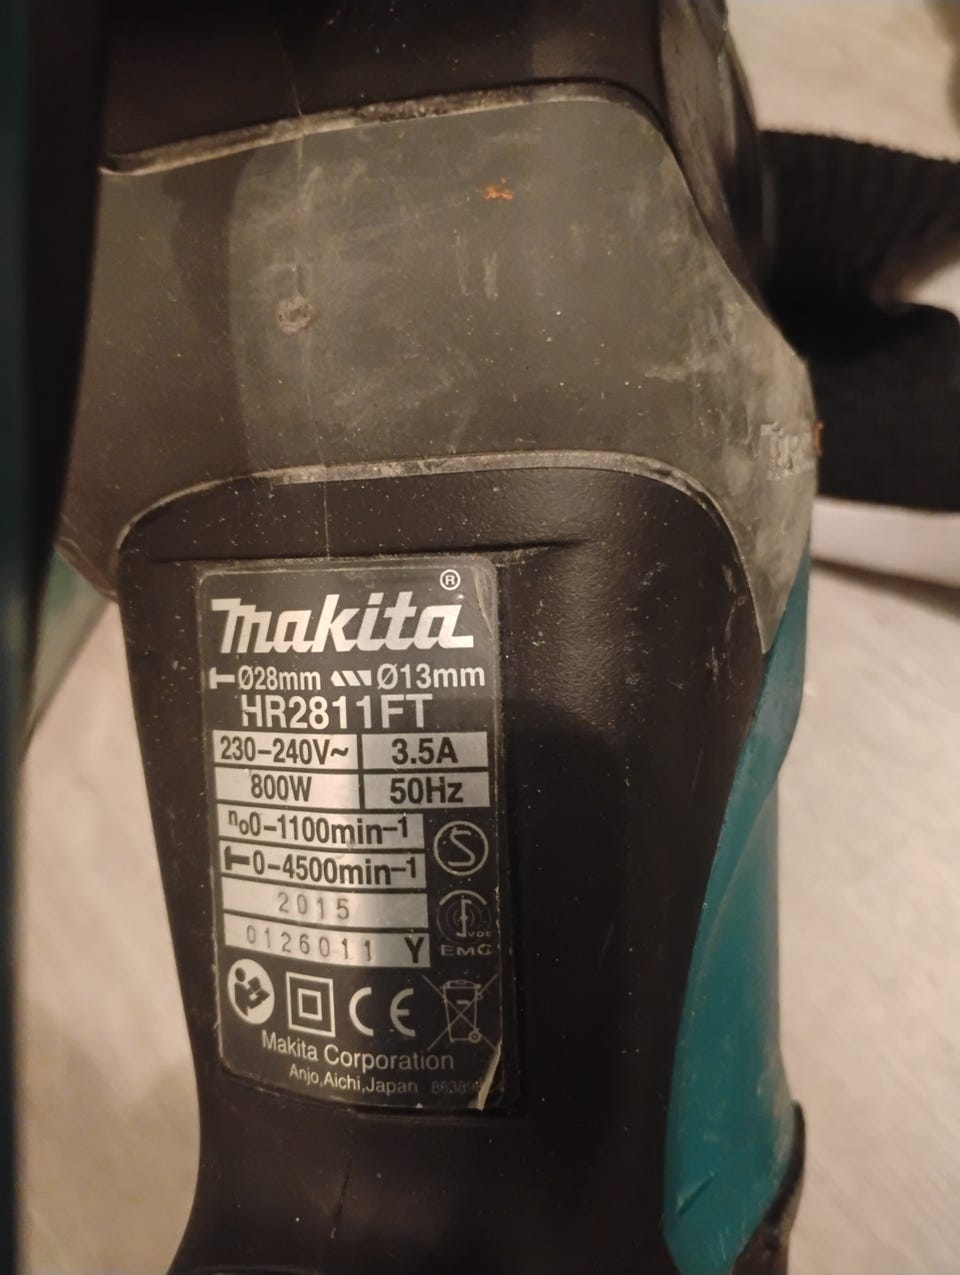 makita®
Ø28mm Ø13mm
HR2811FT
230-240V~ 3.5A
800W 50Hz
n₀0-1100min-1
0-4500min-1
2015
0126011 Y
EMC
CE
Makita Corporation
Anjo,Aichi,Japan